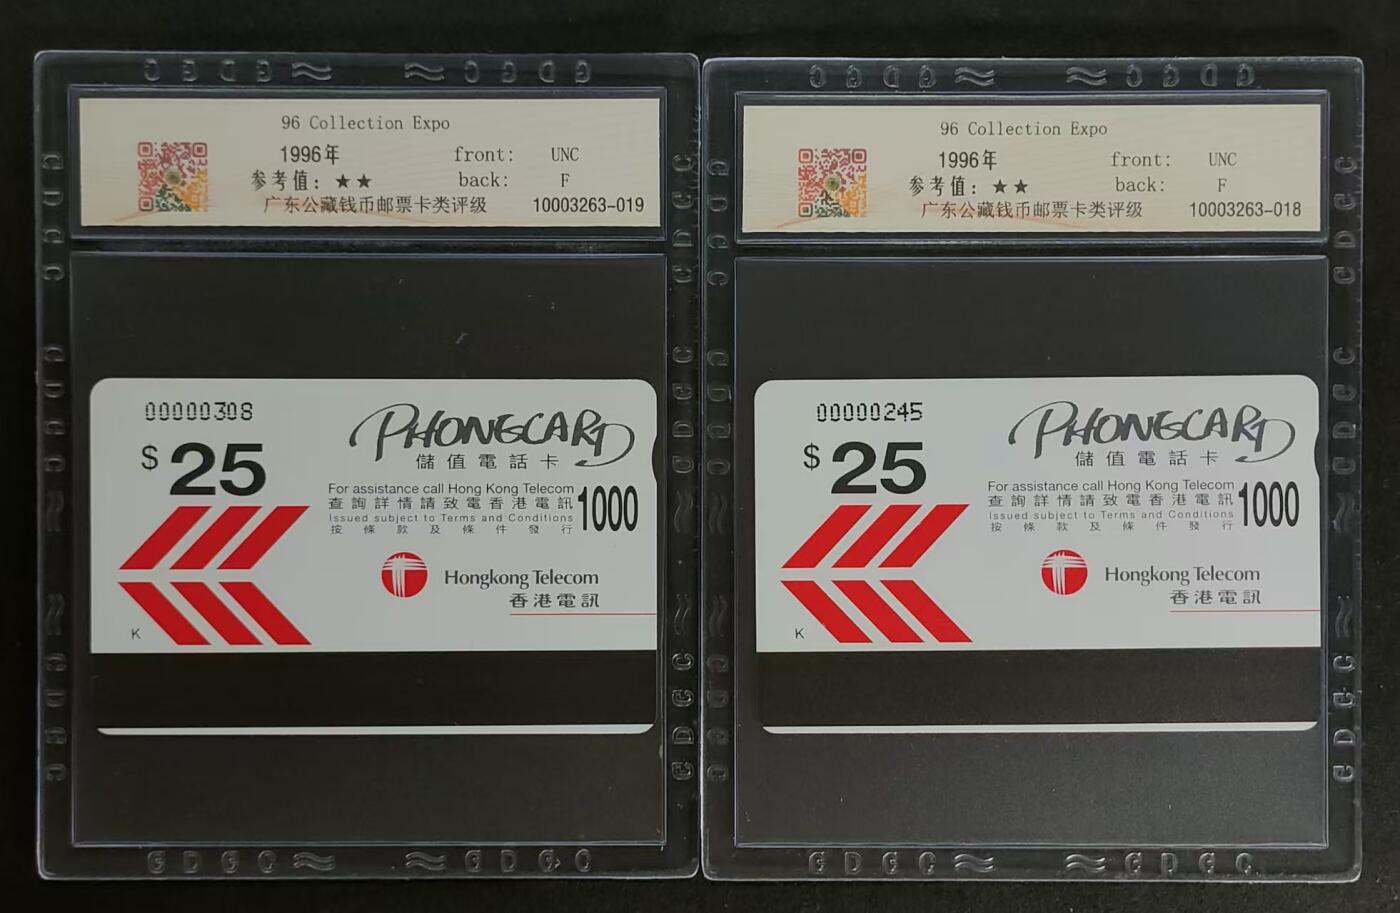 G D G C
G D G C
96 Collection Expo
1996年 front: UNC
参考值：★★ back: F
广东公藏钱币邮票卡类评级 10003263-019
00000308
PHONECARD
$25
儲值電話卡
For assistance call Hong Kong Telecom
查詢詳情請致電香港電訊
Issued subject to Terms and Conditions
按條款及條件發行
1000
Hongkong Telecom
香港電訊
K
G D G C
G D G C
G D G C
G D G C
96 Collection Expo
1996年 front: UNC
参考值：★★ back: F
广东公藏钱币邮票卡类评级 10003263-018
00000245
PHONECARD
$25
儲值電話卡
For assistance call Hong Kong Telecom
查詢詳情請致電香港電訊
Issued subject to Terms and Conditions
按條款及條件發行
1000
Hongkong Telecom
香港電訊
K
G D G C
G D G C